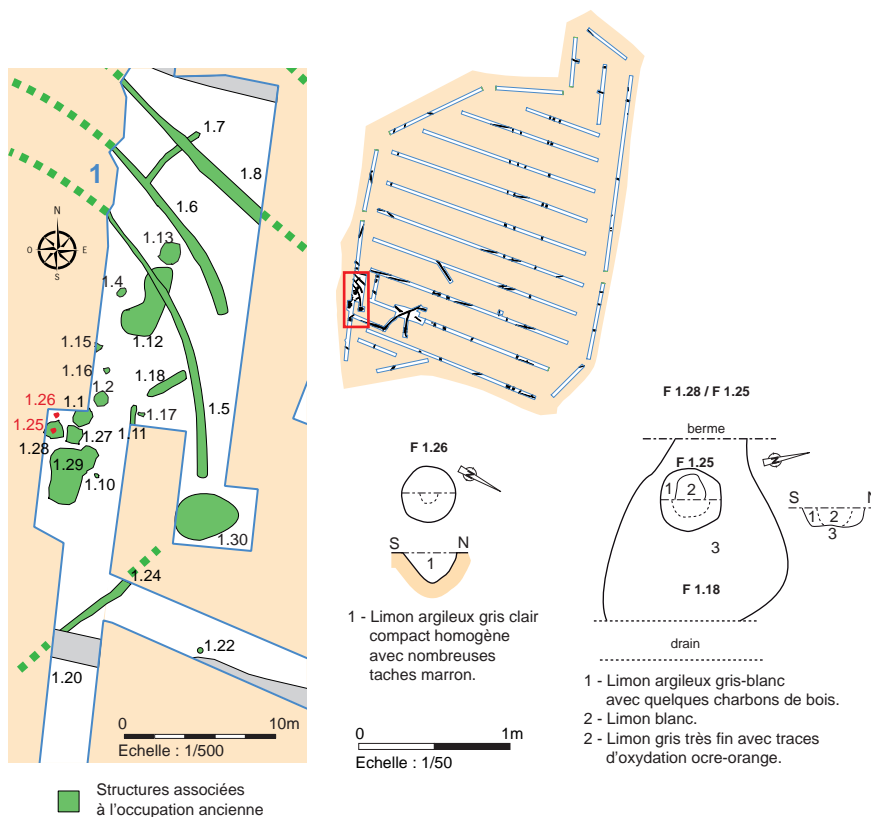 1.7
1
1.8
1.6
N
O
E
S
1.13
1.4
1.12
1.15
1.16
1.18
1.2
1.5
1.26
1.1
1.17
1.25
1.27
1.11
1.28
1.29
1.10
1.30
1.24
1.22
1.20
0 10m
Echelle : 1/500
Structures associées
à l'occupation ancienne
F 1.26
N
S N
1
1 - Limon argileux gris clair
compact homogène
avec nombreuses
taches marron.
0 1m
Echelle : 1/50
F 1.28 / F 1.25
berme
F 1.25
N
1 2
3
S N
1 2
3
F 1.18
drain
1 - Limon argileux gris-blanc
avec quelques charbons de bois.
2 - Limon blanc.
2 - Limon gris très fin avec traces
d'oxydation ocre-orange.